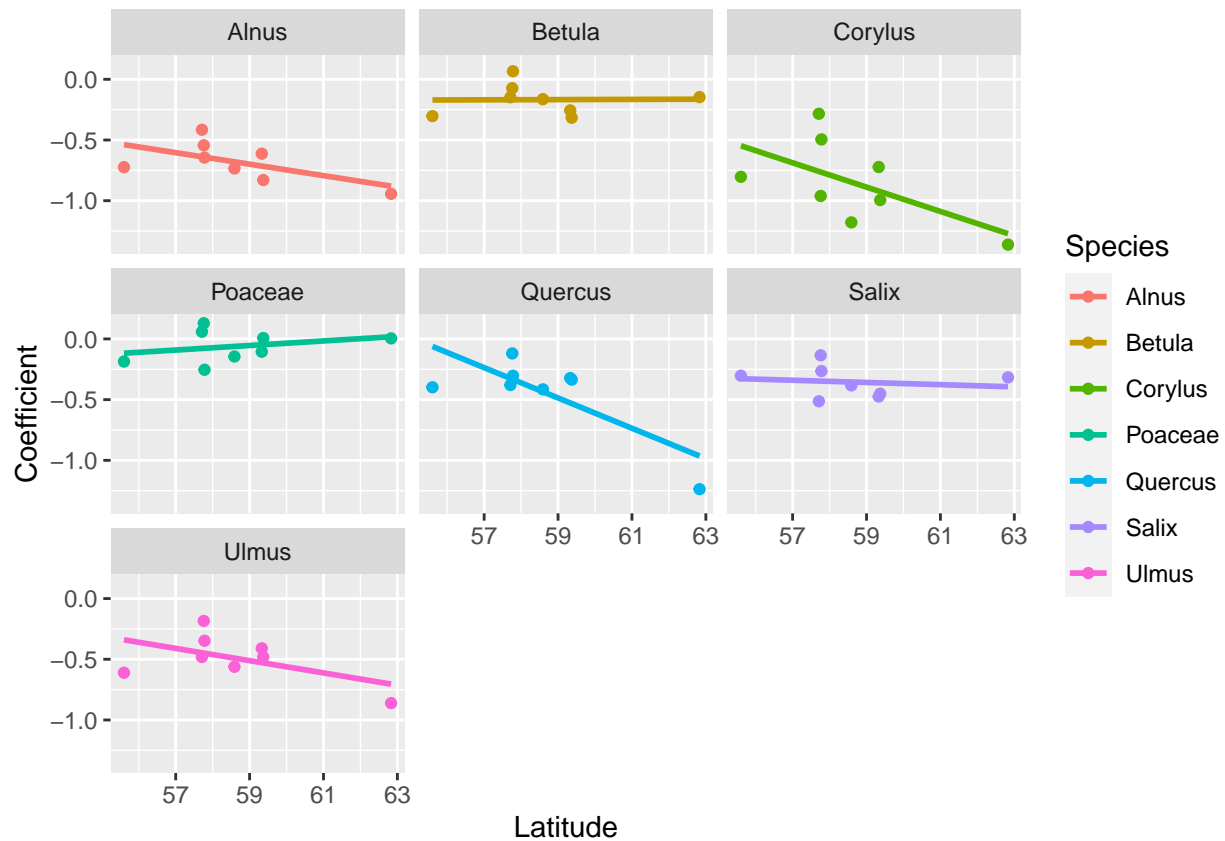 Alnus
Betula
Corylus
0.0
−0.5
−1.0
Poaceae
Quercus
Salix
0.0
−0.5
−1.0
57 59 61 63
57 59 61 63
Ulmus
0.0
−0.5
−1.0
57 59 61 63
Latitude
Coefficient
Species
Alnus
Betula
Corylus
Poaceae
Quercus
Salix
Ulmus